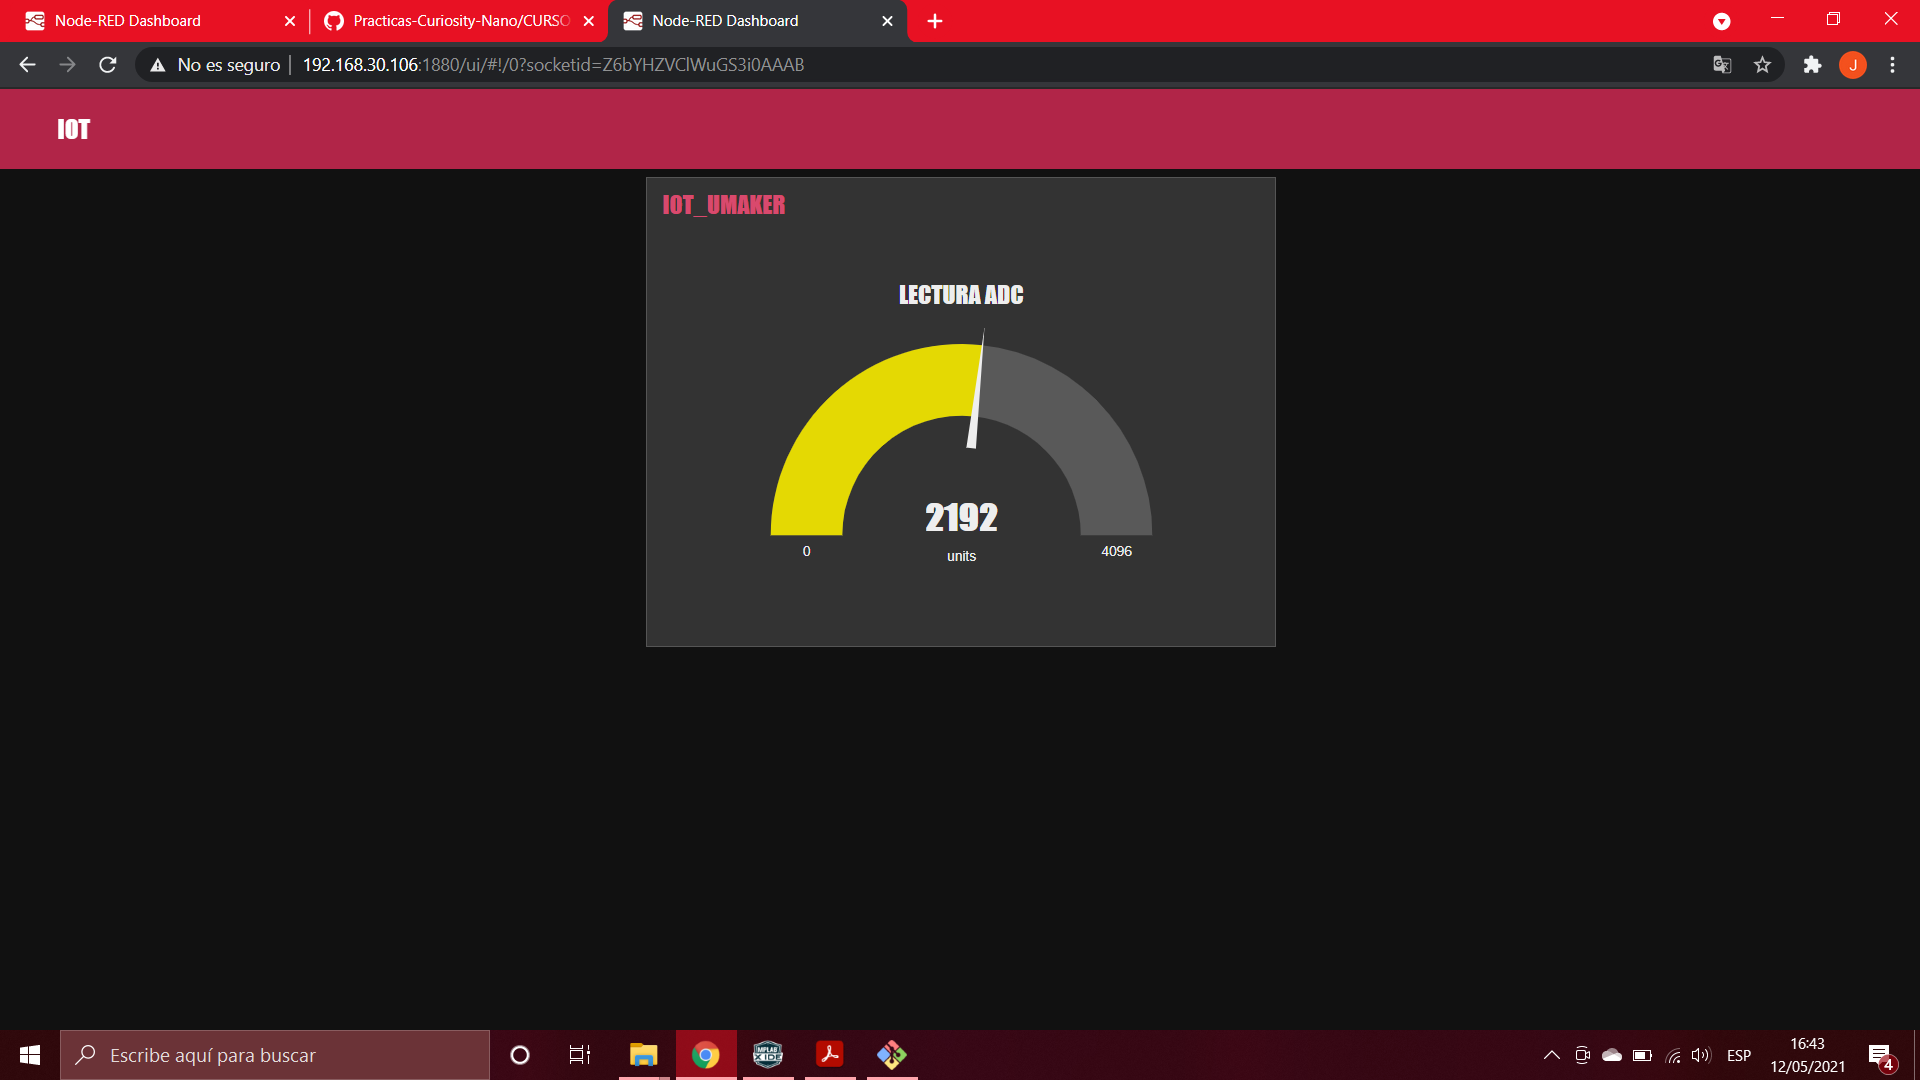 Node-RED Dashboard
Practicas-Curiosity-Nano/CURSO
Node-RED Dashboard
No es seguro
192.168.30.106:1880/ui/#!/0?socketid=Z6bYHZVClWuGS3i0AAAB
J
IOT
IOT_UMAKER
LECTURA ADC
2192
0
units
4096
Escribe aquí para buscar
MPLAB
X IDE
ESP
16:43
12/05/2021
4